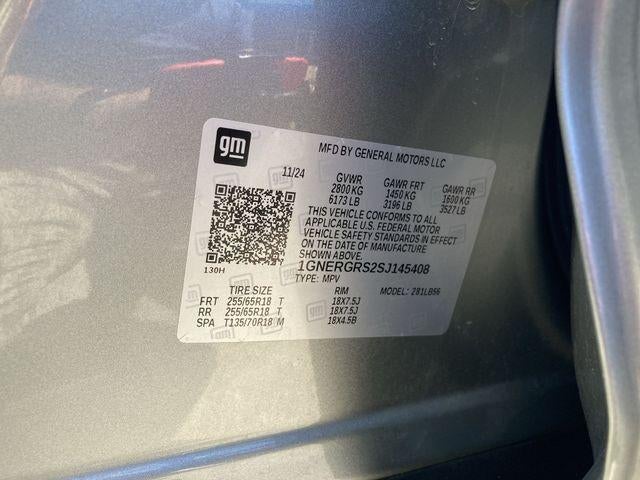 gm
MFD BY GENERAL MOTORS LLC
11/24
GVWR GAWR FRT GAWR RR
2800 KG 1450 KG 1600 KG
6173 LB 3196 LB 3527 LB
THIS VEHICLE CONFORMS TO ALL
APPLICABLE U.S. FEDERAL MOTOR
VEHICLE SAFETY STANDARDS IN EFFECT
ON THE DATE OF MANUFACTURE
SHOWN ABOVE.
130H
1GNERGRS2SJ145408
TYPE: MPV MODEL: 281LB56
TIRE SIZE RIM
FRT 255/65R18 T 18X7.5J
RR 255/65R18 T 18X7.5J
SPA T135/70R18 M 18X4.5B